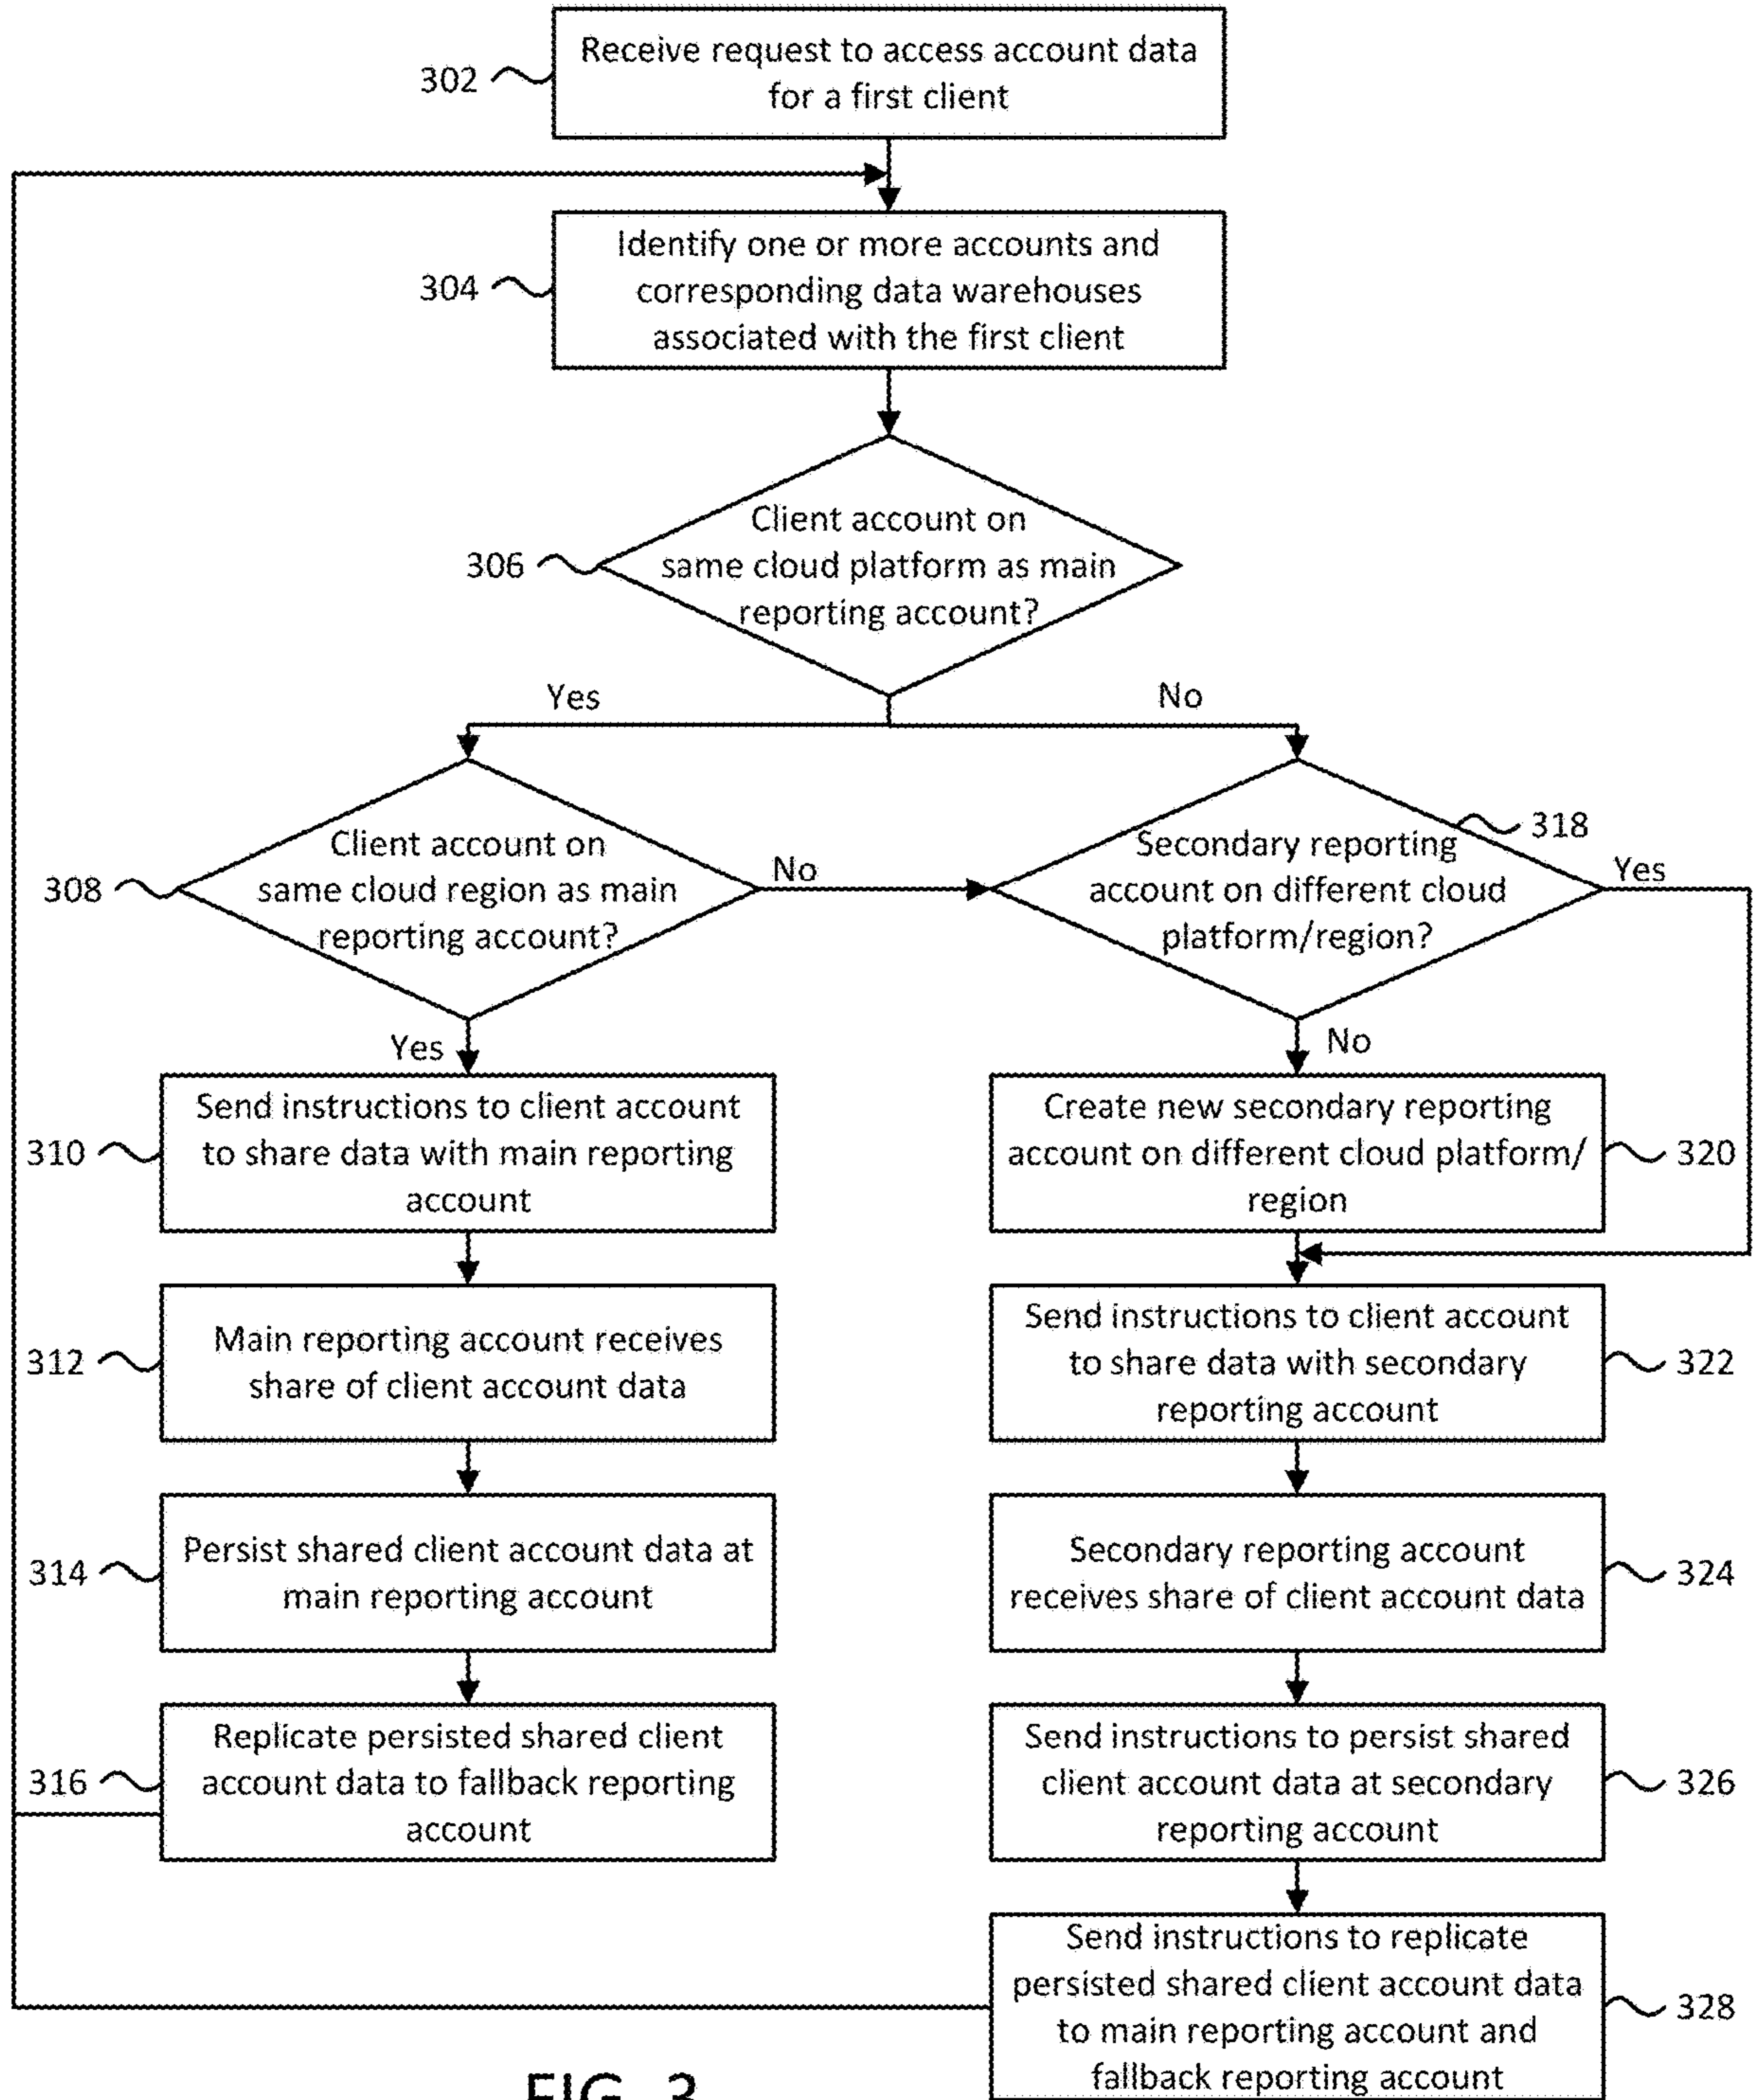 Receive request to access account data
for a first client
302
Identify one or more accounts and
corresponding data warehouses
associated with the first client
304
Client account on
same cloud platform as main
reporting account?
306
Yes
No
Client account on
same cloud region as main
reporting account?
308
No
Secondary reporting
account on different cloud
platform/region?
318
Yes
Yes
No
Send instructions to client account
to share data with main reporting
account
310
Create new secondary reporting
account on different cloud platform/
region
320
Main reporting account receives
share of client account data
312
Send instructions to client account
to share data with secondary
reporting account
322
Persist shared client account data at
main reporting account
314
Secondary reporting account
receives share of client account data
324
Replicate persisted shared client
account data to fallback reporting
account
316
Send instructions to persist shared
client account data at secondary
reporting account
326
Send instructions to replicate
persisted shared client account data
to main reporting account and
fallback reporting account
328
FIG. 3